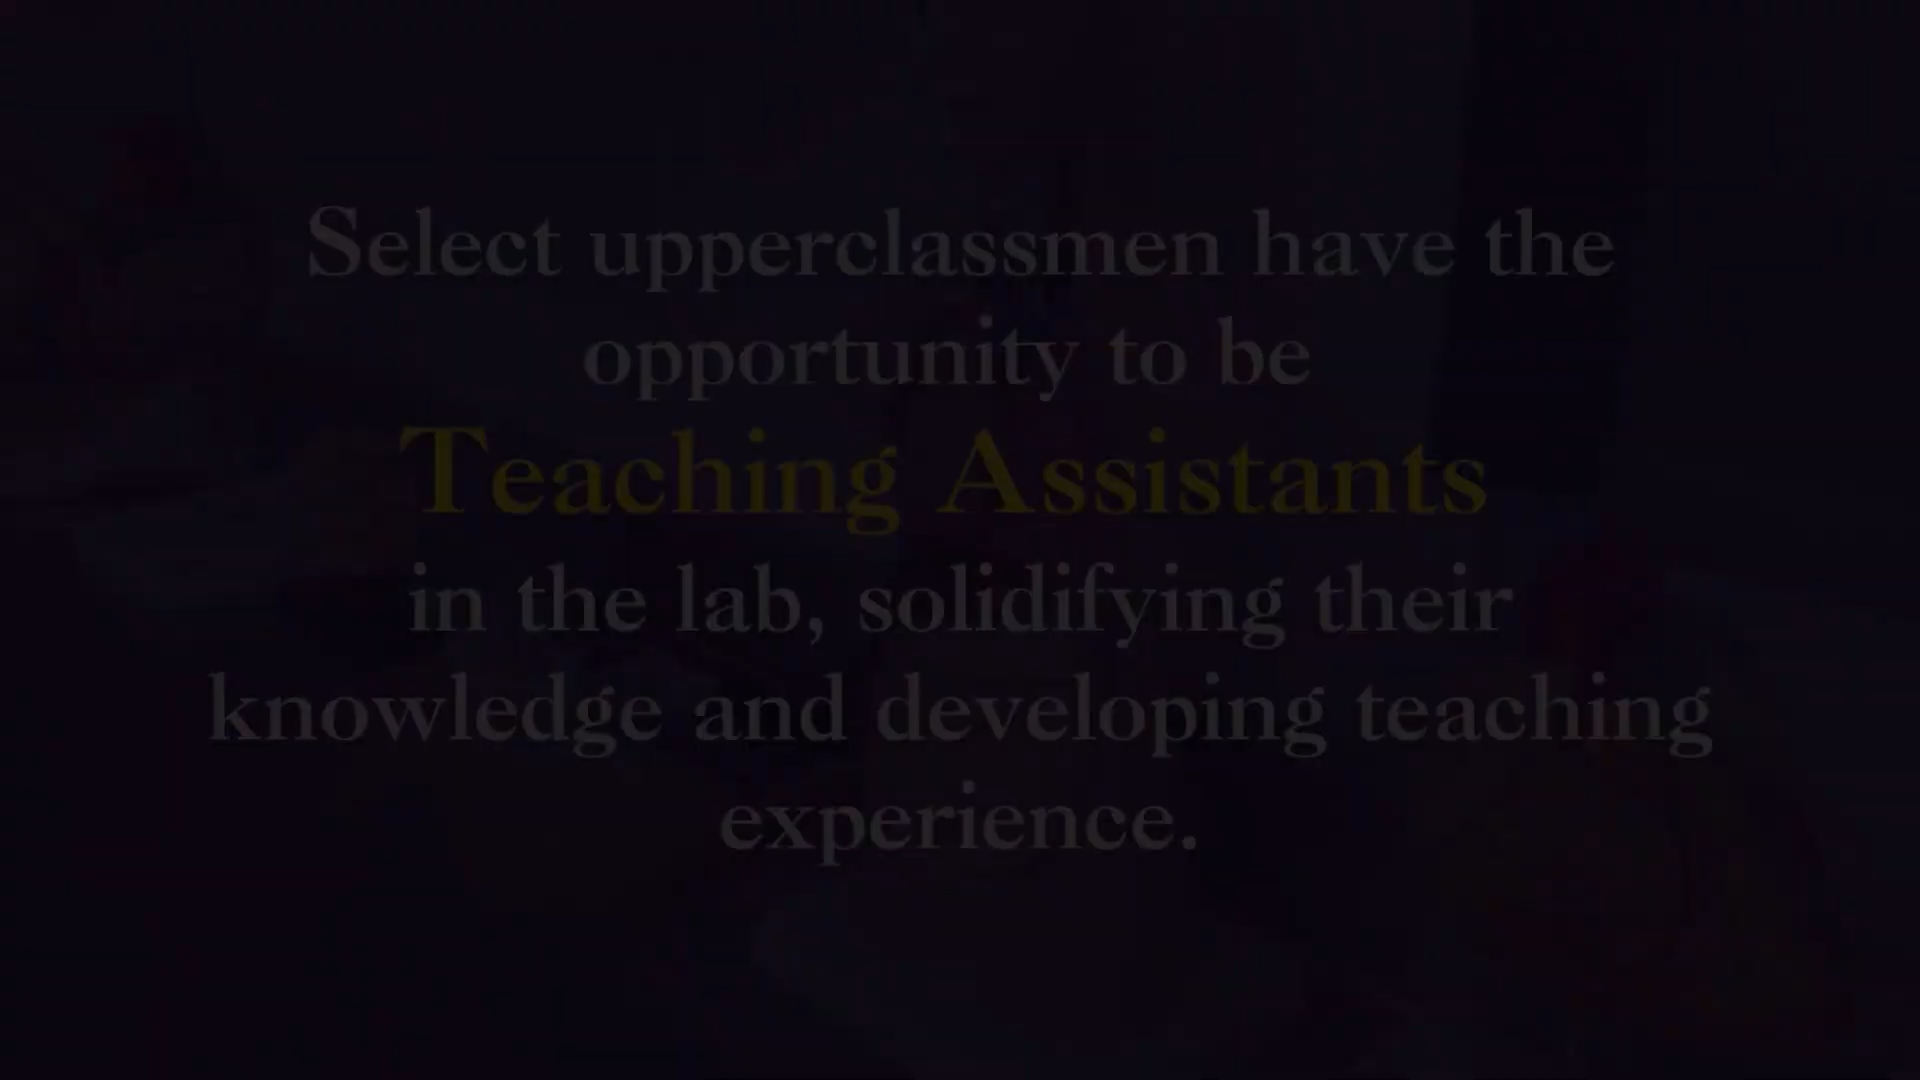 Select upperclassmen have the
opportunity to be
Teaching Assistants
in the lab, solidifying their
knowledge and developing teaching
experience.